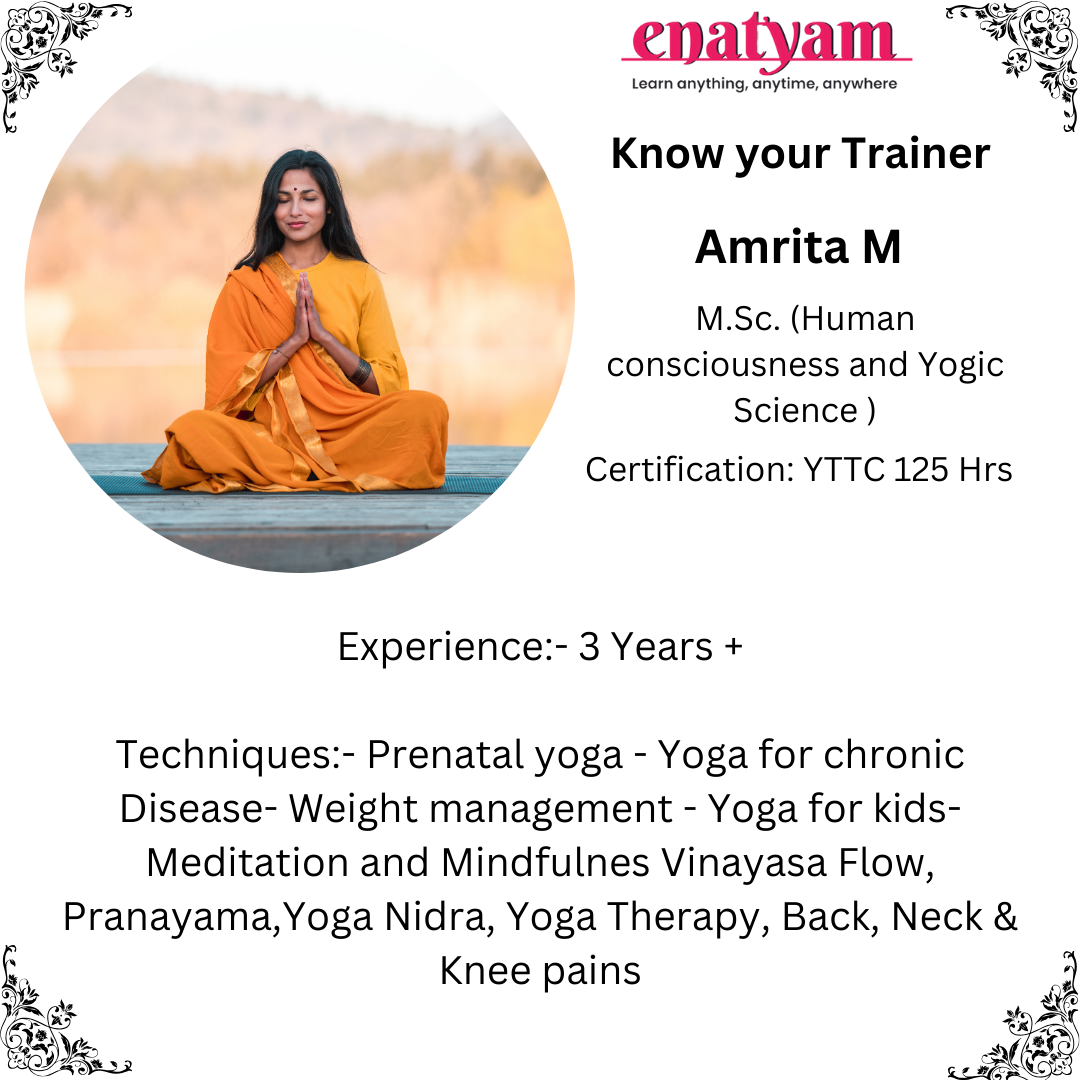 enatyam
Learn anything, anytime, anywhere
Know your Trainer
Amrita M
M.Sc. (Human
consciousness and Yogic
Science )
Certification: YTTC 125 Hrs
Experience:- 3 Years +
Techniques:- Prenatal yoga - Yoga for chronic
Disease- Weight management - Yoga for kids-
Meditation and Mindfulnes Vinayasa Flow,
Pranayama,Yoga Nidra, Yoga Therapy, Back, Neck &
Knee pains